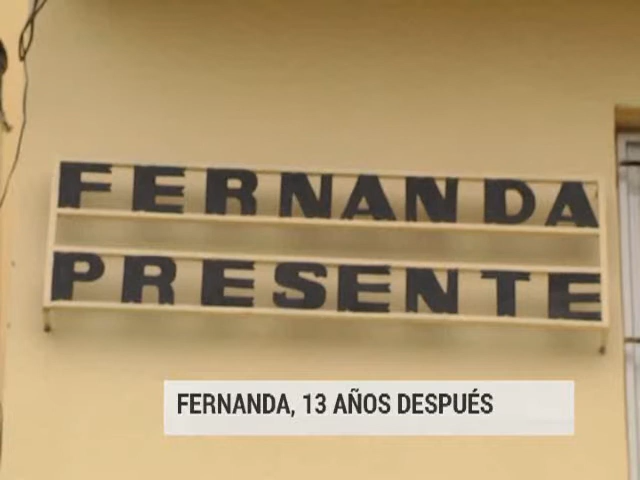 FERNANDA
PRESENTE
FERNANDA, 13 AÑOS DESPUÉS